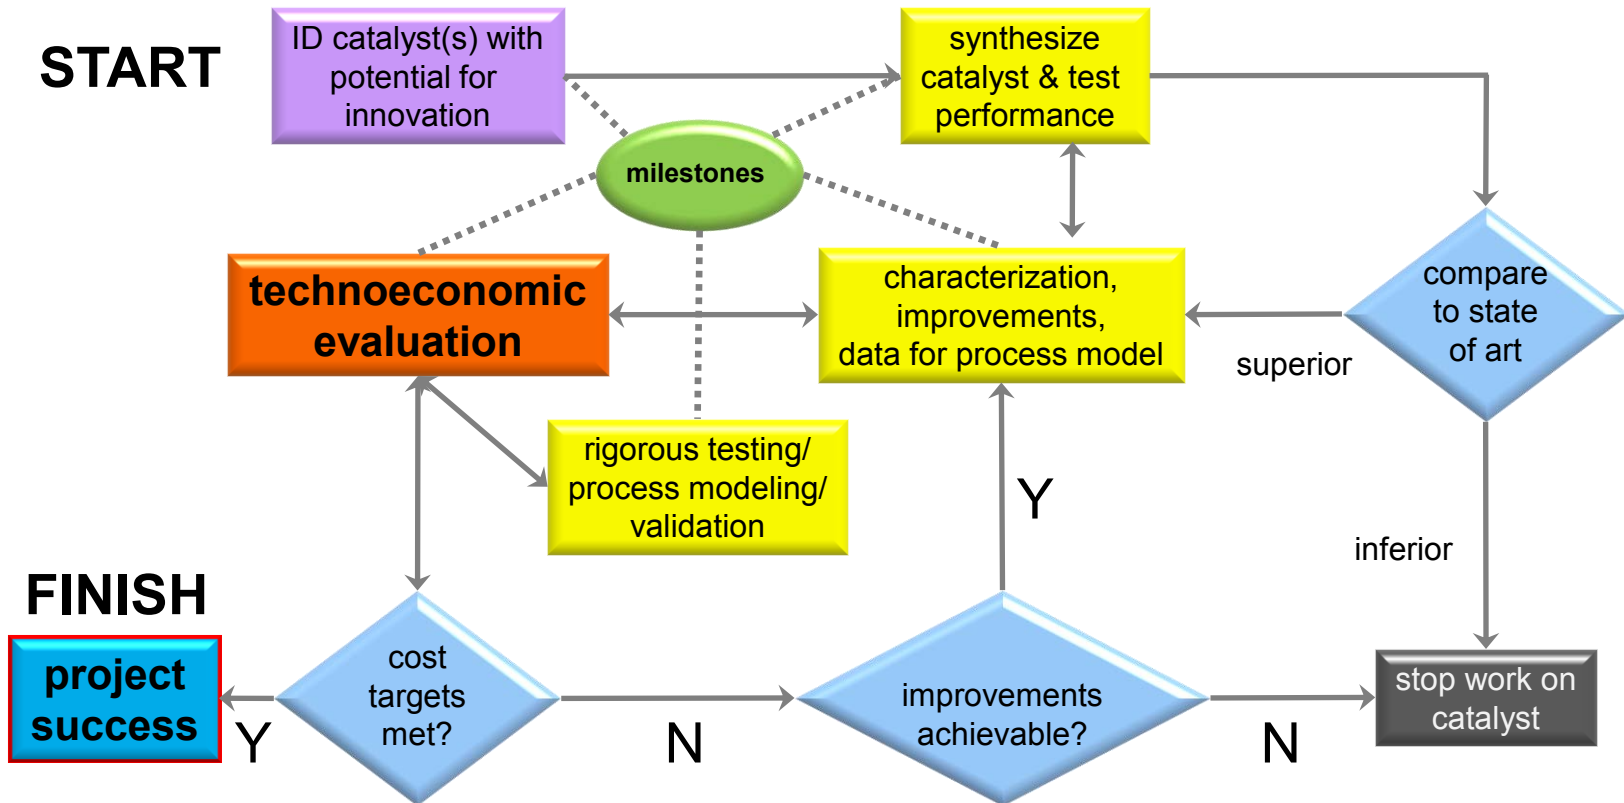 START
ID catalyst(s) with
potential for
innovation
synthesize
catalyst & test
performance
milestones
technoeconomic
evaluation
characterization,
improvements,
data for process model
compare
to state
of art
superior
rigorous testing/
process modeling/
validation
Y
inferior
FINISH
project
success
Y
cost
targets
met?
N
improvements
achievable?
N
stop work on
catalyst